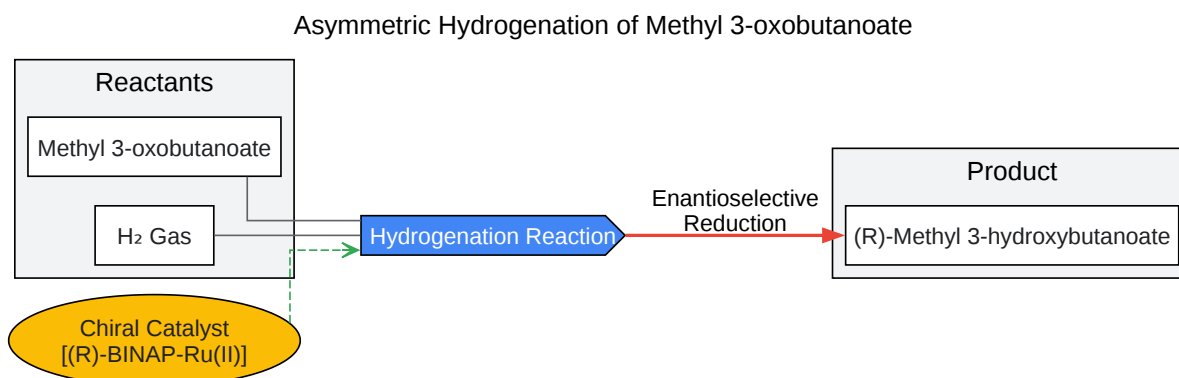 Asymmetric Hydrogenation of Methyl 3-oxobutanoate
Reactants
Methyl 3-oxobutanoate
H₂ Gas
Chiral Catalyst
[(R)-BINAP-Ru(II)]
Hydrogenation Reaction
Enantioselective
Reduction
Product
(R)-Methyl 3-hydroxybutanoate